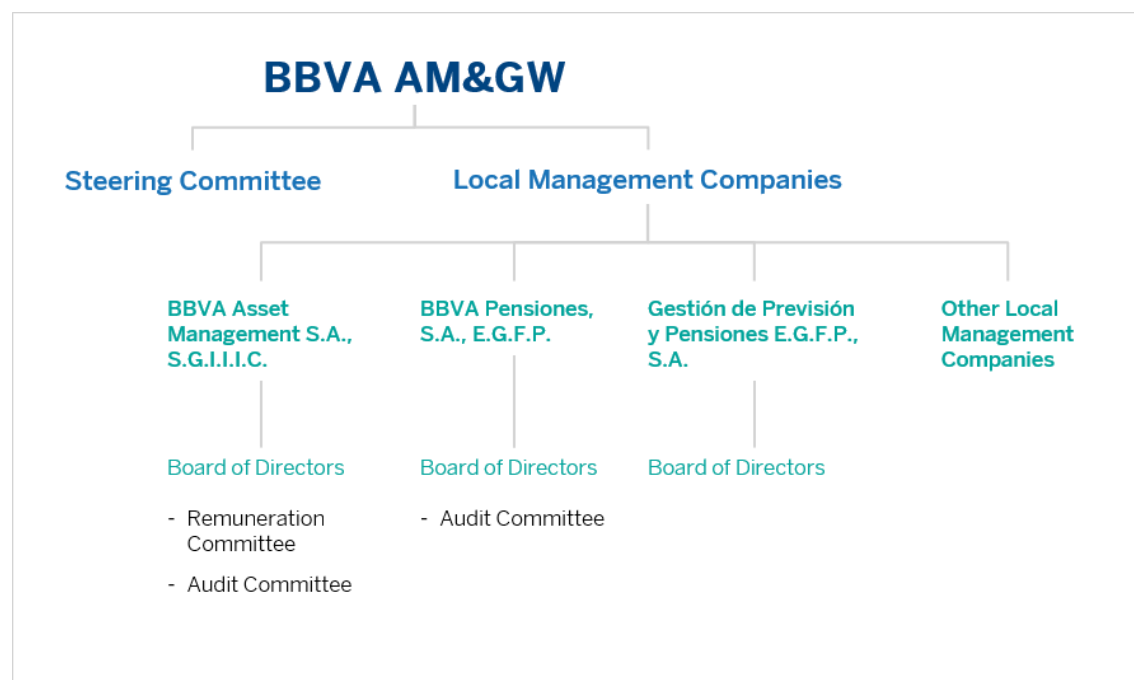 BBVA AM&GW
Steering Committee
Local Management Companies
BBVA Asset
Management S.A.,
S.G.I.I.I.C.
BBVA Pensiones,
S.A., E.G.F.P.
Gestión de Previsión
y Pensiones E.G.F.P.,
S.A.
Other Local
Management
Companies
Board of Directors
- Remuneration
Committee
- Audit Committee
Board of Directors
- Audit Committee
Board of Directors